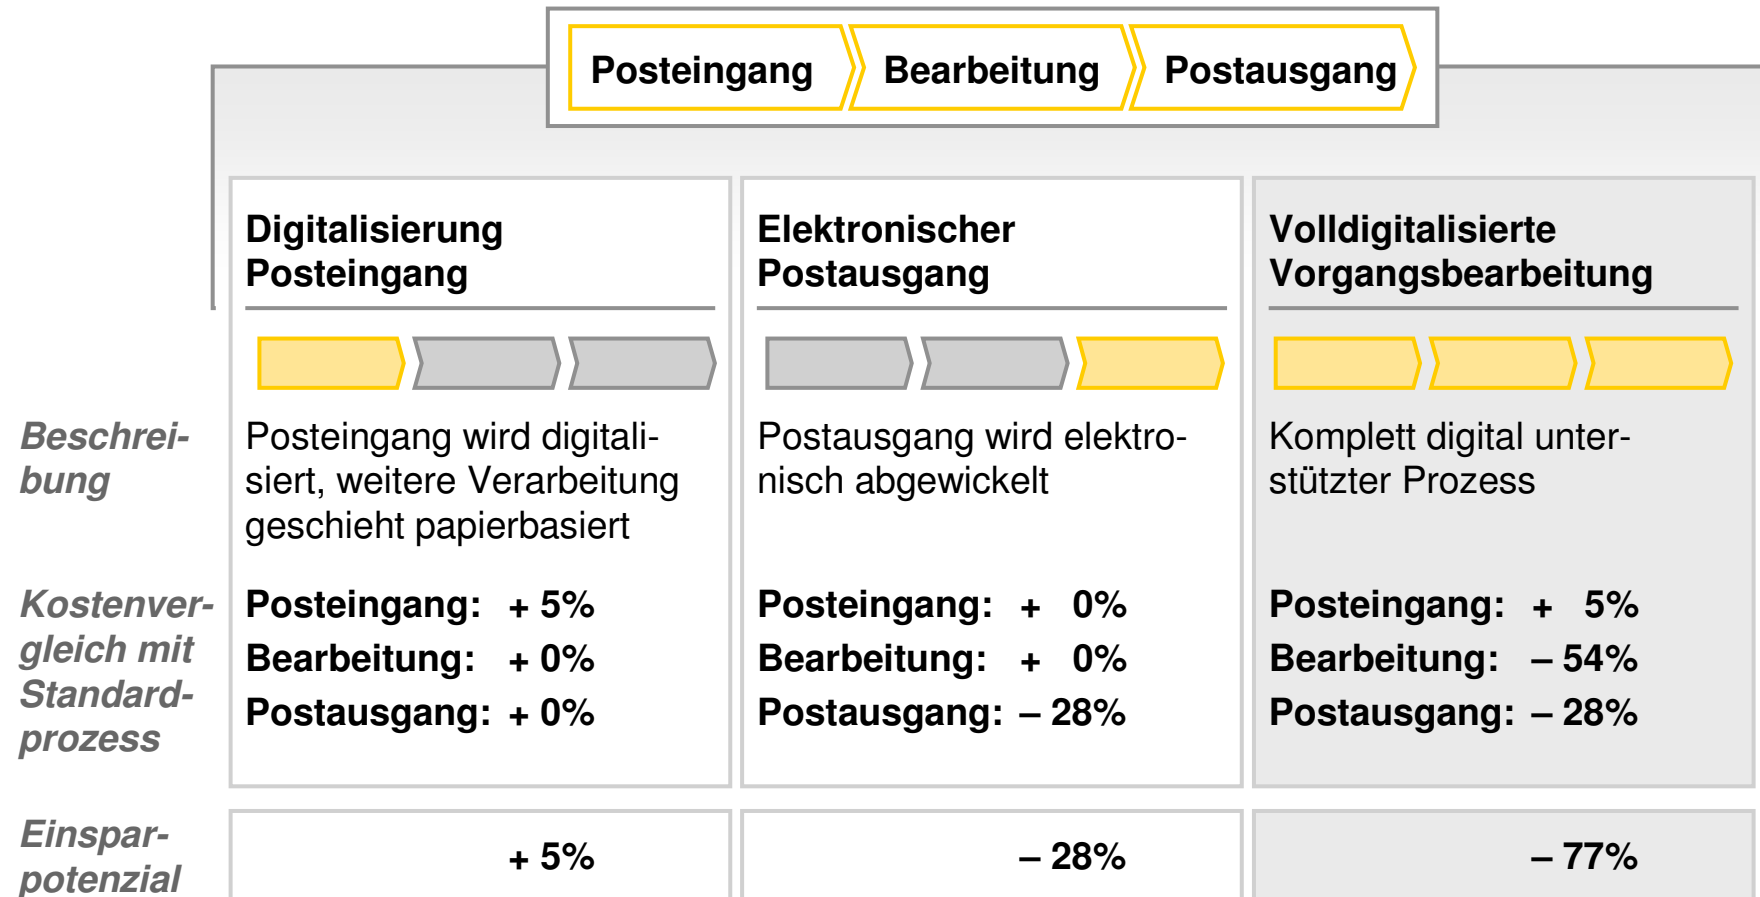 Posteingang Bearbeitung Postausgang
Digitalisierung
Posteingang
Elektronischer
Postausgang
Volldigitalisierte
Vorgangsbearbeitung
Beschrei-
bung
Posteingang wird digitali-
siert, weitere Verarbeitung
geschieht papierbasiert
Postausgang wird elektro-
nisch abgewickelt
Komplett digital unter-
stützter Prozess
Kostenver-
gleich mit
Standard-
prozess
Posteingang: + 5%
Bearbeitung: + 0%
Postausgang: + 0%
Posteingang: + 0%
Bearbeitung: + 0%
Postausgang: – 28%
Posteingang: + 5%
Bearbeitung: – 54%
Postausgang: – 28%
Einspar-
potenzial
+ 5%
– 28%
– 77%